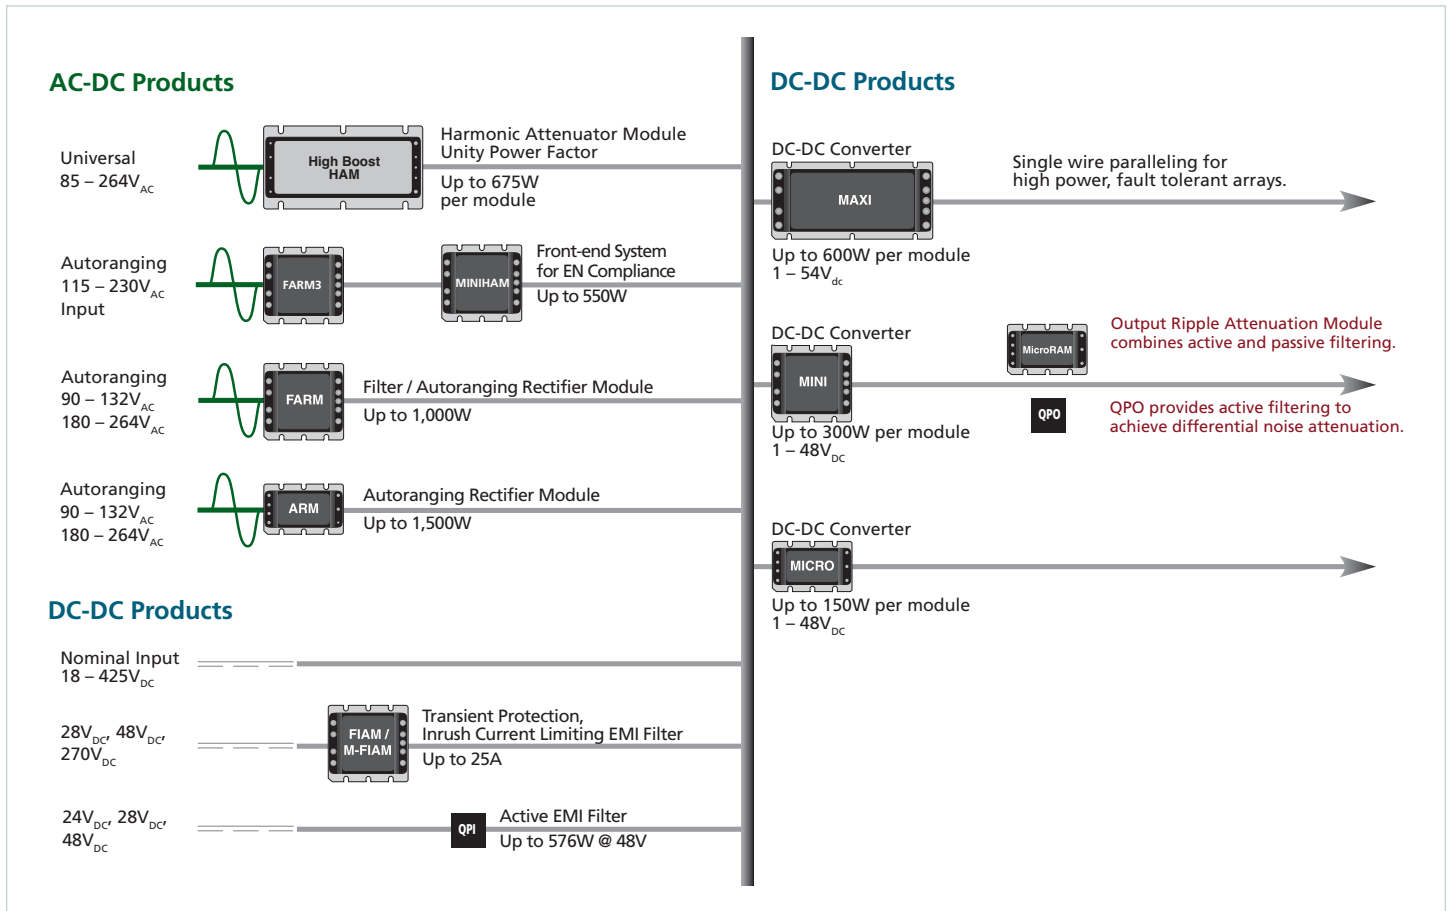 AC-DC Products
Universal
85 – 264VAC
High Boost
HAM
Harmonic Attenuator Module
Unity Power Factor
Up to 675W
per module
Autoranging
115 – 230VAC
Input
FARM3
MINIHAM
Front-end System
for EN Compliance
Up to 550W
Autoranging
90 – 132VAC
180 – 264VAC
FARM
Filter / Autoranging Rectifier Module
Up to 1,000W
Autoranging
90 – 132VAC
180 – 264VAC
ARM
Autoranging Rectifier Module
Up to 1,500W
DC-DC Products
Nominal Input
18 – 425VDC
28VDC, 48VDC,
270VDC
FIAM /
M-FIAM
Transient Protection,
Inrush Current Limiting EMI Filter
Up to 25A
24VDC, 28VDC,
48VDC
QPI
Active EMI Filter
Up to 576W @ 48V
DC-DC Products
DC-DC Converter
MAXI
Up to 600W per module
1 – 54Vdc
Single wire paralleling for
high power, fault tolerant arrays.
DC-DC Converter
MINI
Up to 300W per module
1 – 48VDC
MicroRAM
Output Ripple Attenuation Module
combines active and passive filtering.
QPO
QPO provides active filtering to
achieve differential noise attenuation.
DC-DC Converter
MICRO
Up to 150W per module
1 – 48VDC